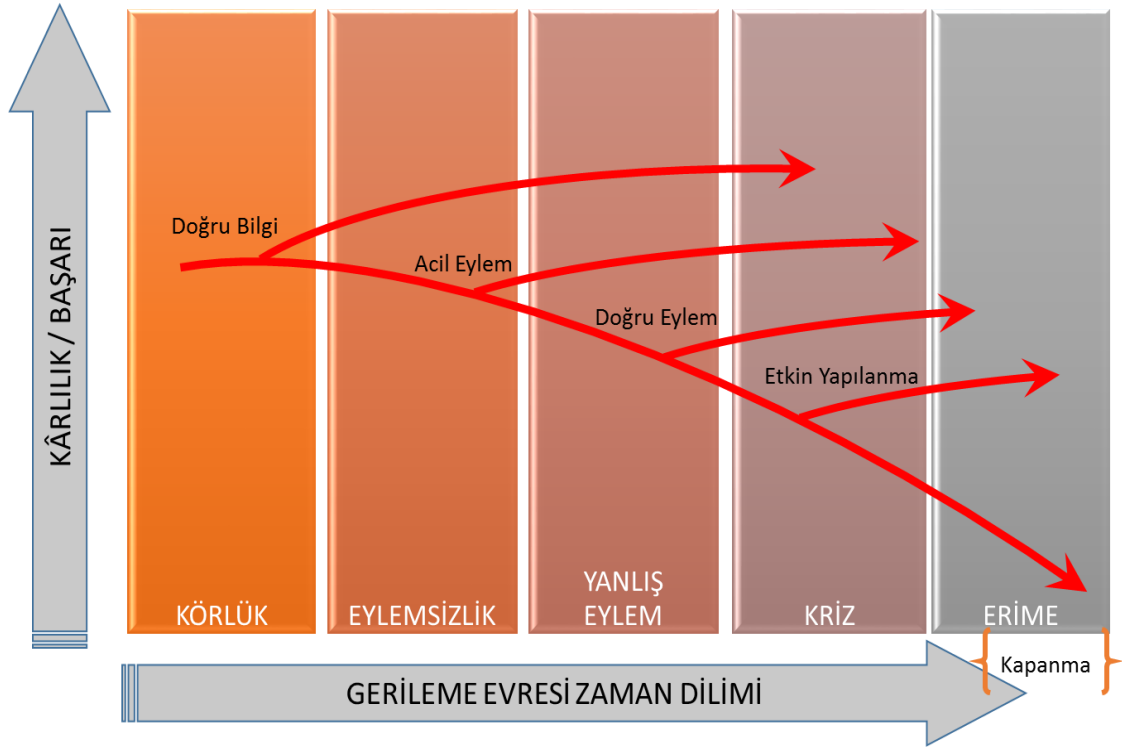 KÂRLILIK / BAŞARI
Doğru Bilgi
Acil Eylem
Doğru Eylem
Etkin Yapılanma
KÖRLÜK
EYLEMSİZLİK
YANLIŞ
EYLEM
KRİZ
ERİME
Kapanma
GERİLEME EVRESİ ZAMAN DİLİMİ